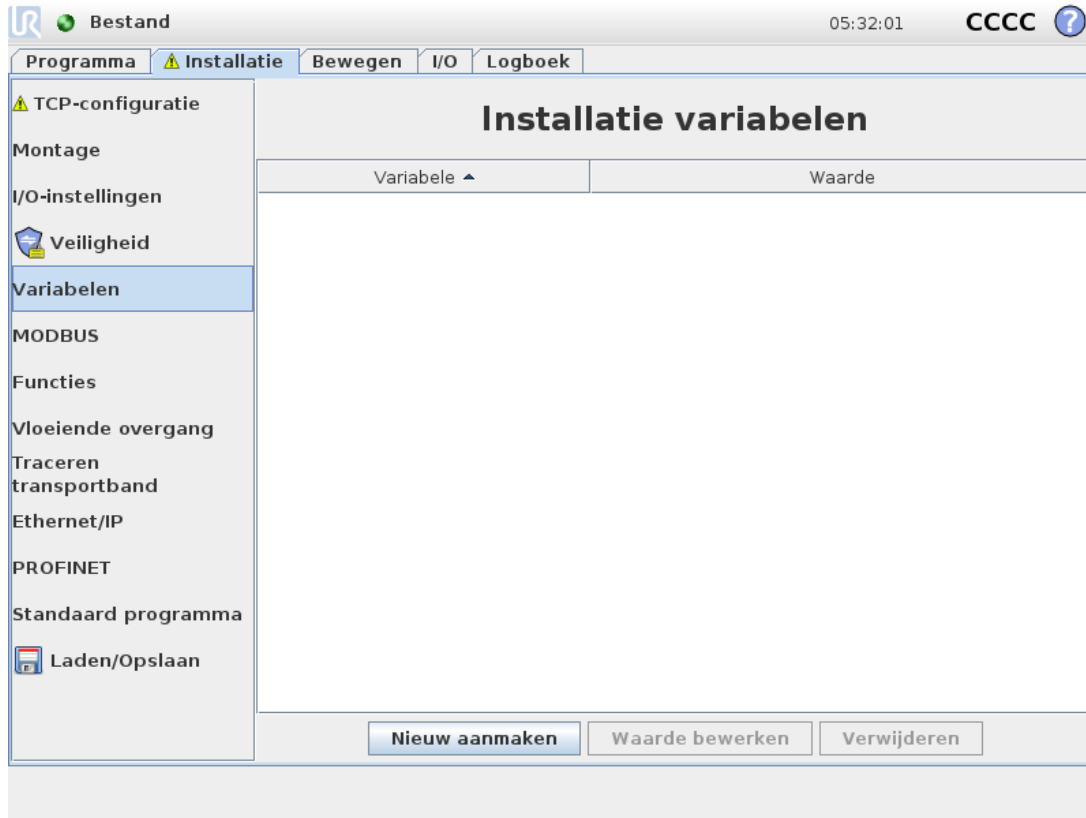 UR Bestand 05:32:01 CCCC ?
Programma Installatie Bewegen I/O Logboek
TCP-configuratie
Montage
I/O-instellingen
Veiligheid
Variabelen
MODBUS
Functies
Vloeiende overgang
Traceren
transportband
Ethernet/IP
PROFINET
Standaard programma
Laden/Opslaan
Installatie variabelen
Variabele Waarde
Nieuw aanmaken Waarde bewerken Verwijderen